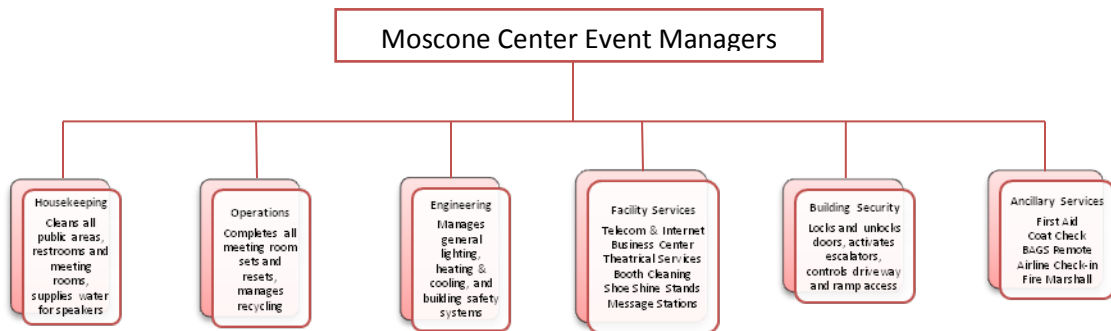 Moscone Center Event Managers
Housekeeping
Cleans all
public areas,
restrooms and
meeting
rooms,
supplies water
for speakers
Operations
Completes all
meeting room
sets and
resets,
manages
recycling
Engineering
Manages
general
lighting,
heating &
cooling, and
building safety
systems
Facility Services
Telecom & Internet
Business Center
Theatrical Services
Booth Cleaning
Shoe Shine Stands
Message Stations
Building Security
Locks and unlocks
doors, activates
escalators,
controls driveway
and ramp access
Ancillary Services
First Aid
Coat Check
BAGS Remote
Airline Check-in
Fire Marshall